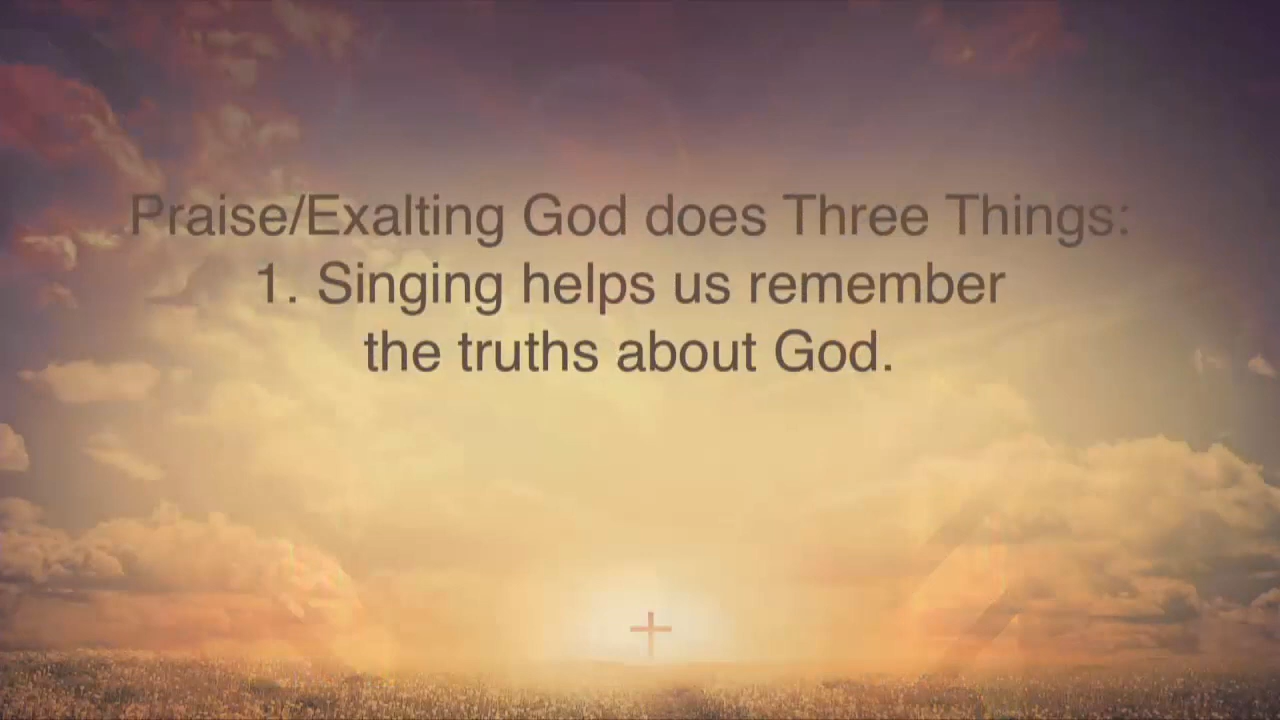 Praise/Exalting God does Three Things:
1. Singing helps us remember
the truths about God.